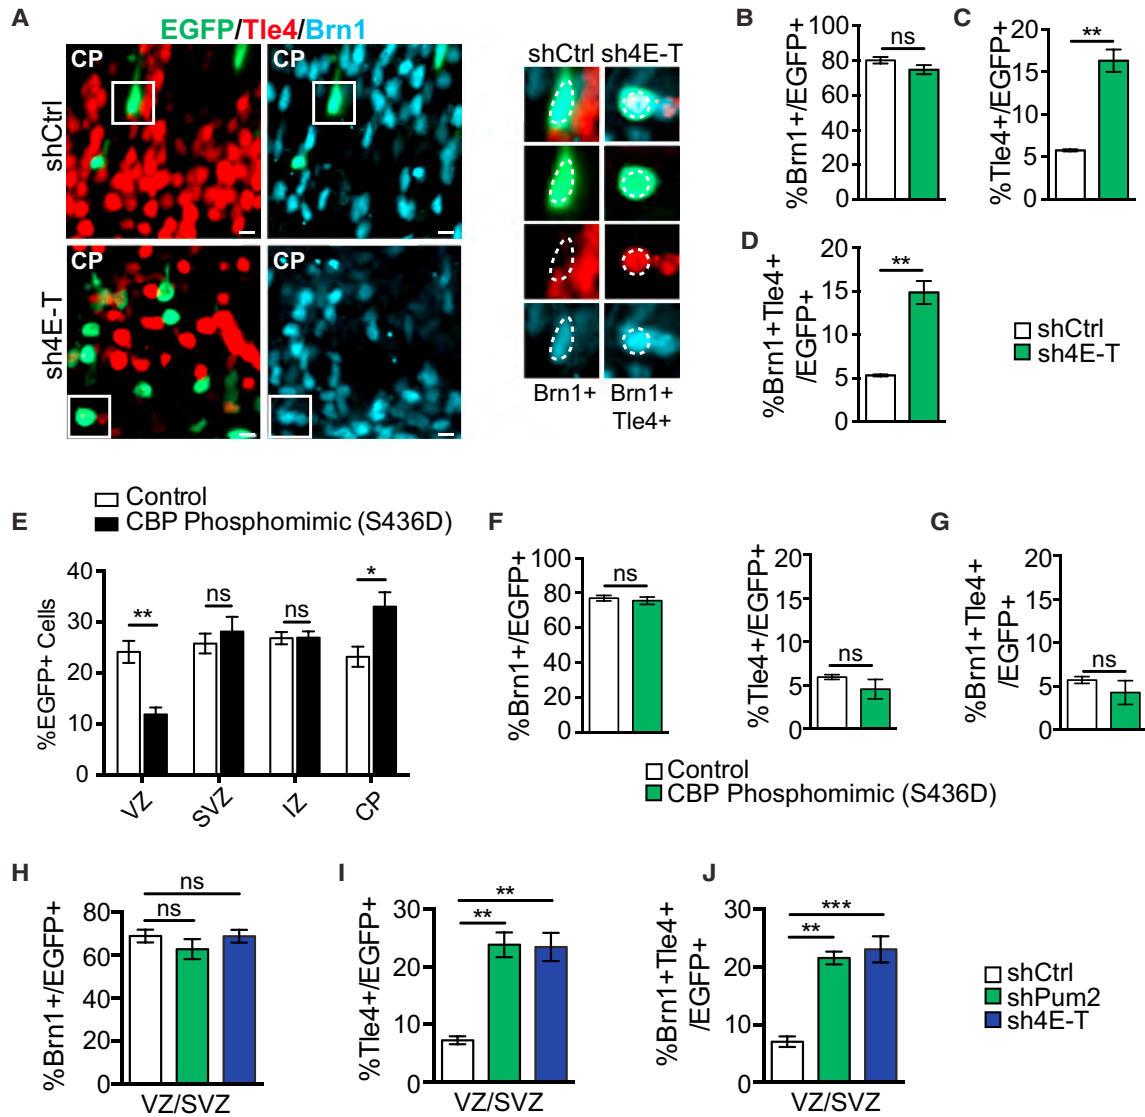 A
EGFP/Tle4/Brn1
CP
CP
shCtrl
CP
CP
sh4E-T
shCtrl sh4E-T
Brn1+
Brn1+
Tle4+
B
%Brn1+/EGFP+
100
80
60
40
20
0
ns
C
%Tle4+/EGFP+
20
15
10
5
0
**
D
%Brn1+Tle4+
/EGFP+
20
15
10
5
0
**
shCtrl
sh4E-T
E
Control
CBP Phosphomimic (S436D)
%EGFP+ Cells
40
30
20
10
0
**
ns
ns
*
VZ
SVZ
IZ
CP
F
%Brn1+/EGFP+
100
80
60
40
20
0
ns
%Tle4+/EGFP+
20
15
10
5
0
ns
G
%Brn1+Tle4+
/EGFP+
20
15
10
5
0
ns
Control
CBP Phosphomimic (S436D)
H
%Brn1+/EGFP+
80
60
40
20
0
ns
ns
VZ/SVZ
I
%Tle4+/EGFP+
30
20
10
0
**
**
VZ/SVZ
J
%Brn1+Tle4+
/EGFP+
30
20
10
0
***
**
VZ/SVZ
shCtrl
shPum2
sh4E-T